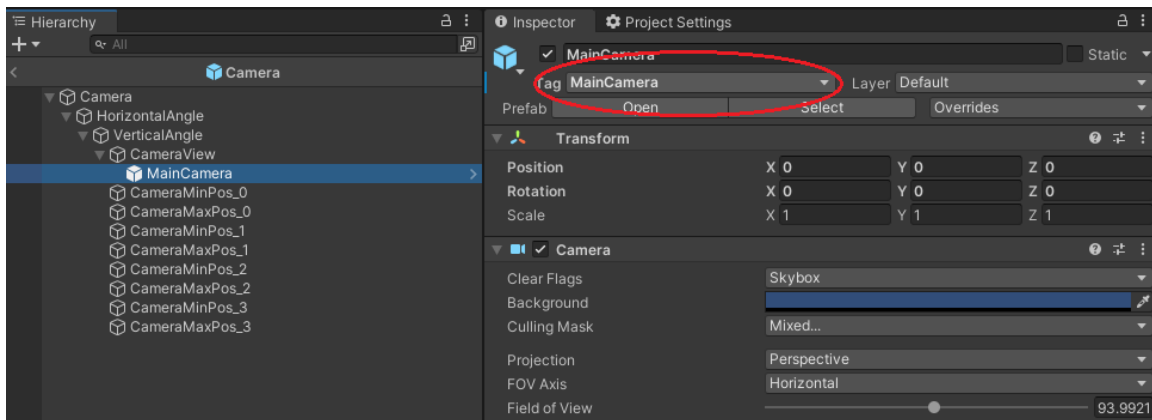 Hierarchy
All
Camera
Camera
HorizontalAngle
VerticalAngle
CameraView
MainCamera
CameraMinPos_0
CameraMaxPos_0
CameraMinPos_1
CameraMaxPos_1
CameraMinPos_2
CameraMaxPos_2
CameraMinPos_3
CameraMaxPos_3
Inspector Project Settings
MainCamera Static
Tag MainCamera Layer Default
Prefab Open Select Overrides
Transform
Position X 0 Y 0 Z 0
Rotation X 0 Y 0 Z 0
Scale X 1 Y 1 Z 1
Camera
Clear Flags Skybox
Background
Culling Mask Mixed...
Projection Perspective
FOV Axis Horizontal
Field of View 93.9921